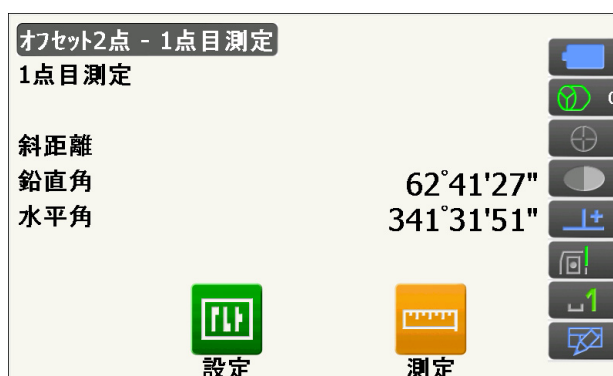 オフセット2点 - 1点目測定
1点目測定
斜距離
鉛直角 62°41'27"
水平角 341°31'51"
設定 測定